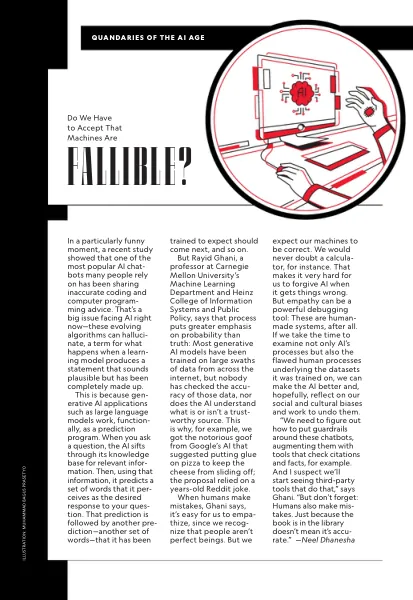 QUANDARIES OF THE AI AGE
AI
Do We Have
to Accept That
Machines Are
FALLIBLE?
In a particularly funny
moment, a recent study
showed that one of the
most popular AI chat-
bots many people rely
on has been sharing
inaccurate coding and
computer program-
ming advice. That's a
big issue facing AI right
now—these evolving
algorithms can halluci-
nate, a term for what
happens when a learn-
ing model produces a
statement that sounds
plausible but has been
completely made up.
This is because gen-
erative AI applications
such as large language
models work, function-
ally, as a prediction
program. When you ask
a question, the AI sifts
through its knowledge
base for relevant infor-
mation. Then, using that
information, it predicts a
set of words that it per-
ceives as the desired
response to your ques-
tion. That prediction is
followed by another pre-
diction—another set of
words—that it has been
trained to expect should
come next, and so on.
But Rayid Ghani, a
professor at Carnegie
Mellon University's
Machine Learning
Department and Heinz
College of Information
Systems and Public
Policy, says that process
puts greater emphasis
on probability than
truth: Most generative
AI models have been
trained on large swaths
of data from across the
internet, but nobody
has checked the accu-
racy of those data, nor
does the AI understand
what is or isn't a trust-
worthy source. This
is why, for example, we
got the notorious goof
from Google's AI that
suggested putting glue
on pizza to keep the
cheese from sliding off;
the proposal relied on a
years-old Reddit joke.
When humans make
mistakes, Ghani says,
it's easy for us to empa-
thize, since we recog-
nize that people aren't
perfect beings. But we
expect our machines to
be correct. We would
never doubt a calcula-
tor, for instance. That
makes it very hard for
us to forgive AI when
it gets things wrong.
But empathy can be a
powerful debugging
tool: These are human-
made systems, after all.
If we take the time to
examine not only AI's
processes but also the
flawed human processes
underlying the datasets
it was trained on, we can
make the AI better and,
hopefully, reflect on our
social and cultural biases
and work to undo them.
"We need to figure out
how to put guardrails
around these chatbots,
augmenting them with
tools that check citations
and facts, for example.
And I suspect we'll
start seeing third-party
tools that do that," says
Ghani. "But don't forget:
Humans also make mis-
takes. Just because the
book is in the library
doesn't mean it's accu-
rate." —Neel Dhanesha
ILLUSTRATION: MUHAMMAD BAGUS PRASETYO